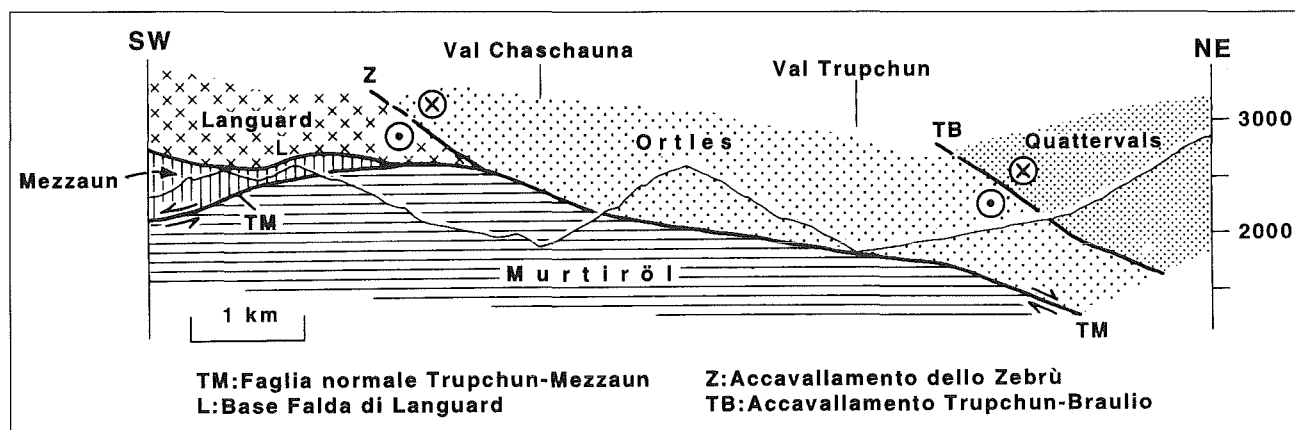 SW
NE
Val Chaschauna
Val Trupchun
Z
Languard
L
Mezzaun
TM
Ortles
TB
Quattervals
3000
2000
Murtiröl
1 km
TM
TM:Faglia normale Trupchun-Mezzaun
L:Base Falda di Languard
Z:Accavallamento dello Zebrù
TB:Accavallamento Trupchun-Braulio